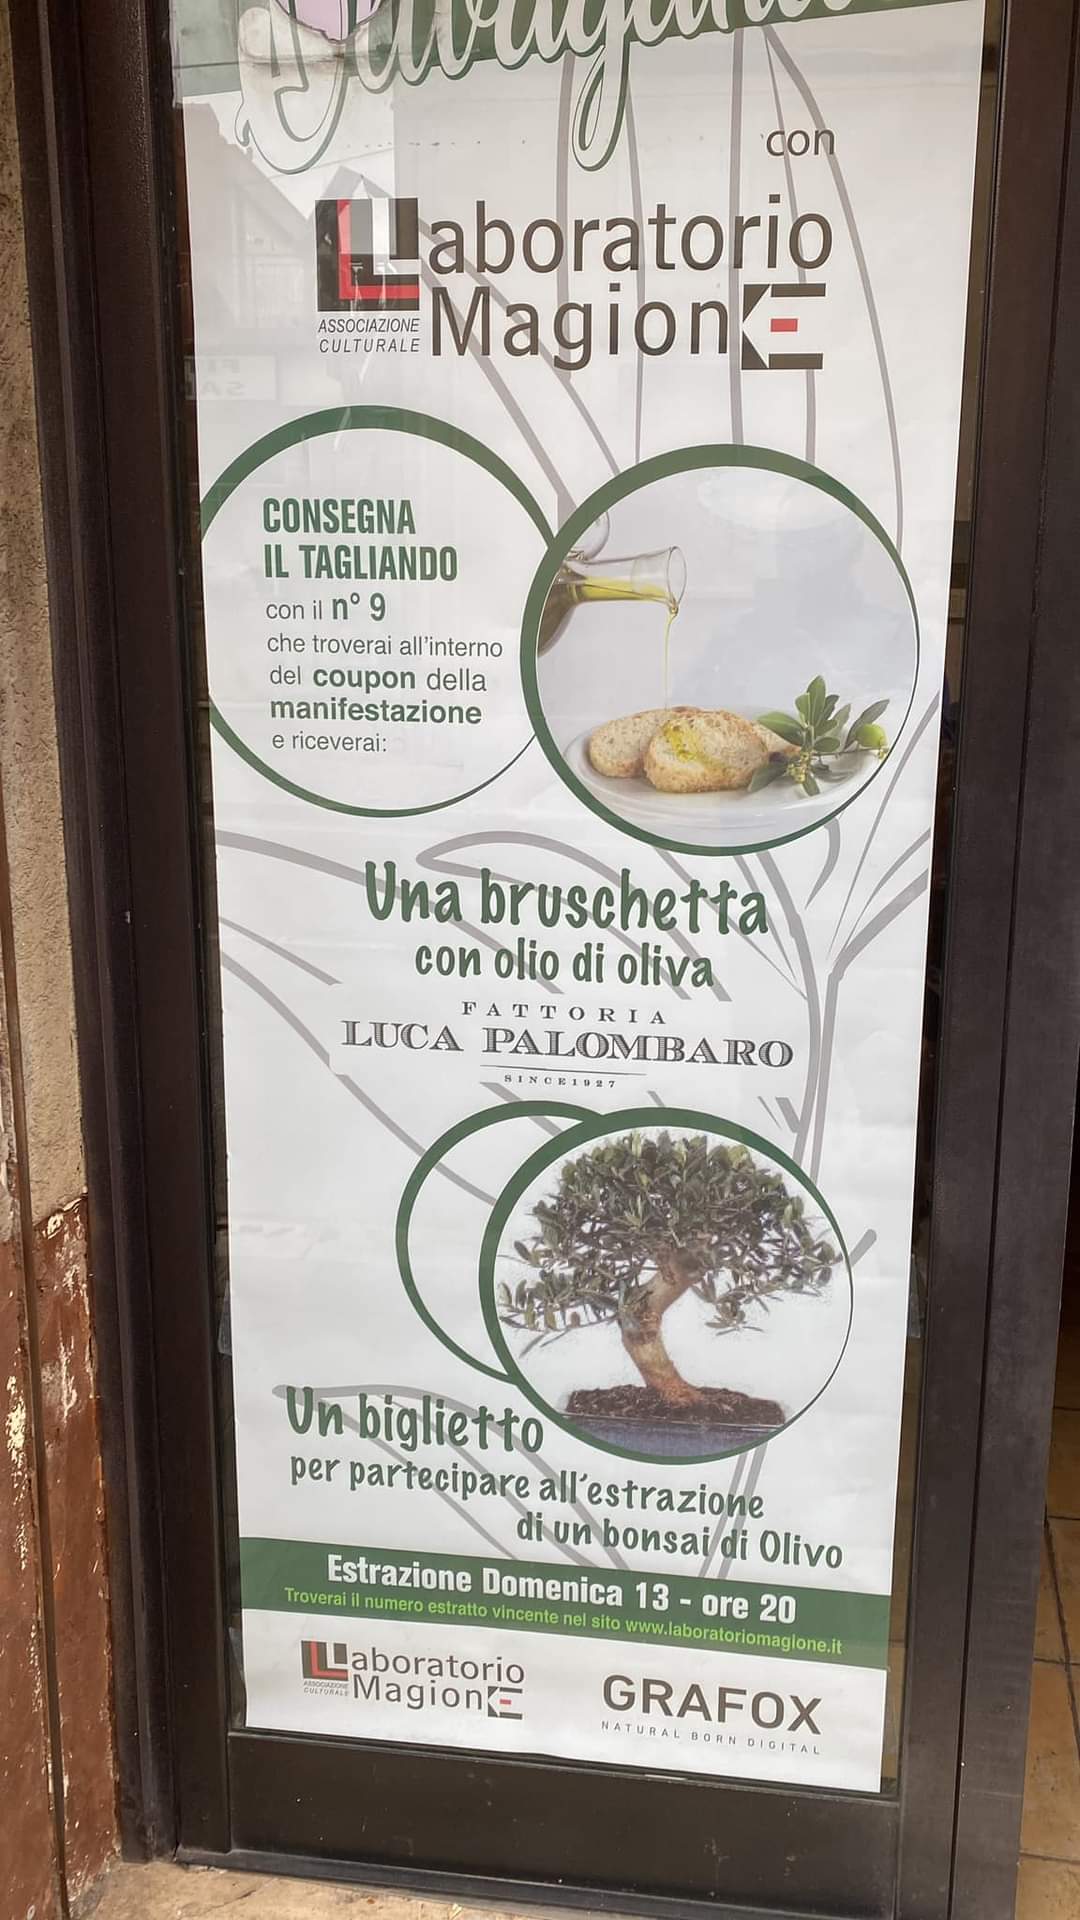 con
Laboratorio
MagionE
ASSOCIAZIONE
CULTURALE
CONSEGNA
IL TAGLIANDO
con il n° 9
che troverai all'interno
del coupon della
manifestazione
e riceverai:
Una bruschetta
con olio di oliva
FATTORIA
LUCA PALOMBARO
SINCE 1927
Un biglietto
per partecipare all'estrazione
di un bonsai di Olivo
Estrazione Domenica 13 - ore 20
Troverai il numero estratto vincente nel sito www.laboratoriomagione.it
Laboratorio
MagionE
ASSOCIAZIONE
CULTURALE
GRAFOX
NATURAL BORN DIGITAL